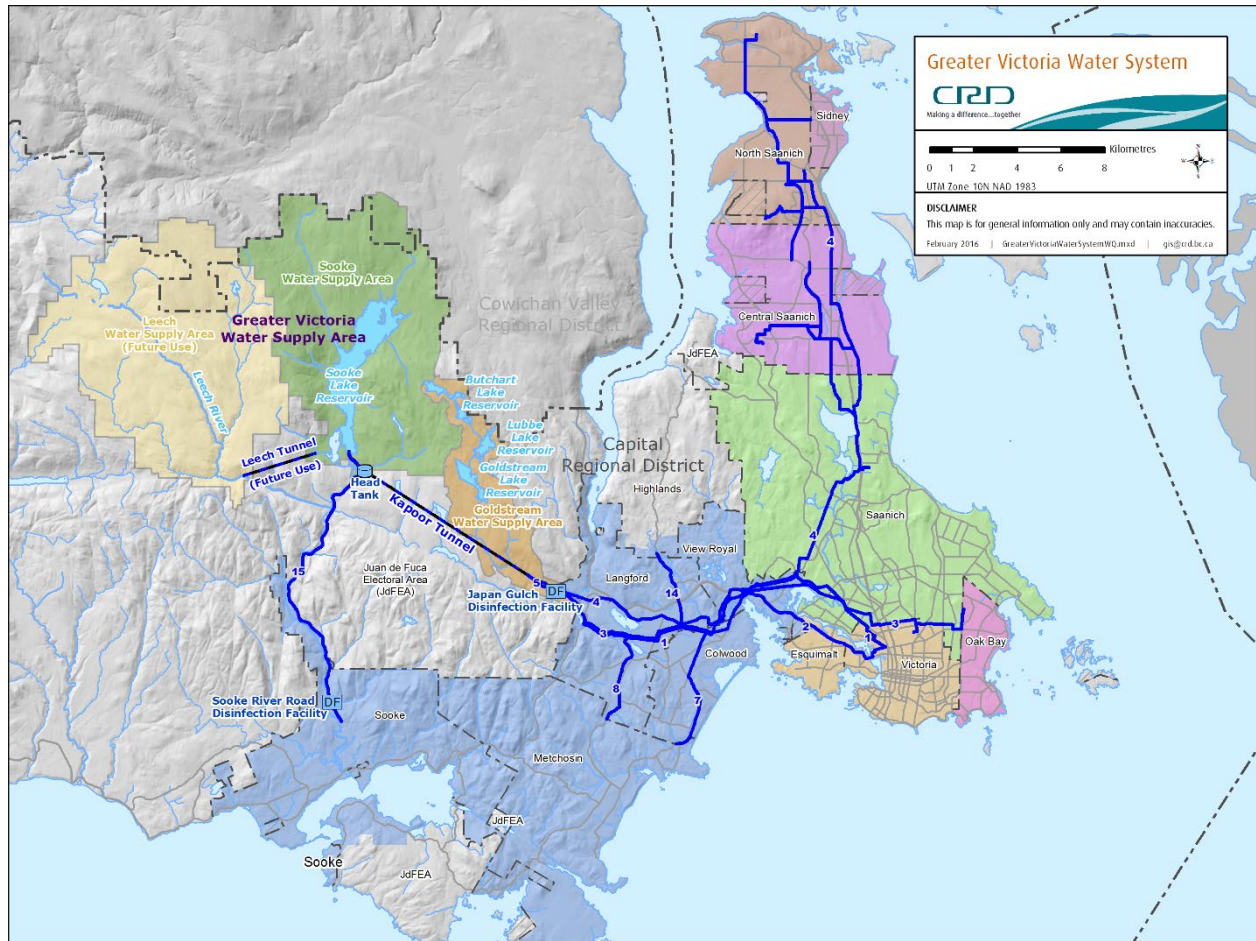 Greater Victoria Water System
CRD
Making a difference...together
Kilometres
0 1 2 4 6 8
UTM Zone 10N NAD 1983
N
W E
S
DISCLAIMER
This map is for general information only and may contain inaccuracies.
February 2016 | GreaterVictoriaWaterSystemWQ.mxd | gis@crd.bc.ca
Sidney
North Saanich
4
Central Saanich
JdFEA
Sooke
Water Supply Area
Greater Victoria
Water Supply Area
Cowichan Valley
Regional District
Leech
Water Supply Area
(Future Use)
Leech River
Sooke
Lake
Reservoir
Butchart
Lake
Reservoir
Lubbe
Lake
Reservoir
Goldstream
Lake
Reservoir
Goldstream
Water Supply Area
Capital
Regional District
Highlands
Leech Tunnel
(Future Use)
Head
Tank
Kapoor Tunnel
Saanich
4
View Royal
Langford
14
15
Juan de Fuca
Electoral Area
(JdFEA)
5
DF
Japan Gulch
Disinfection Facility
4
3
1
2
1
3
Oak Bay
Colwood
Esquimalt
Victoria
8
7
Sooke River Road
Disinfection Facility
DF
Sooke
Metchosin
JdFEA
Sooke
JdFEA